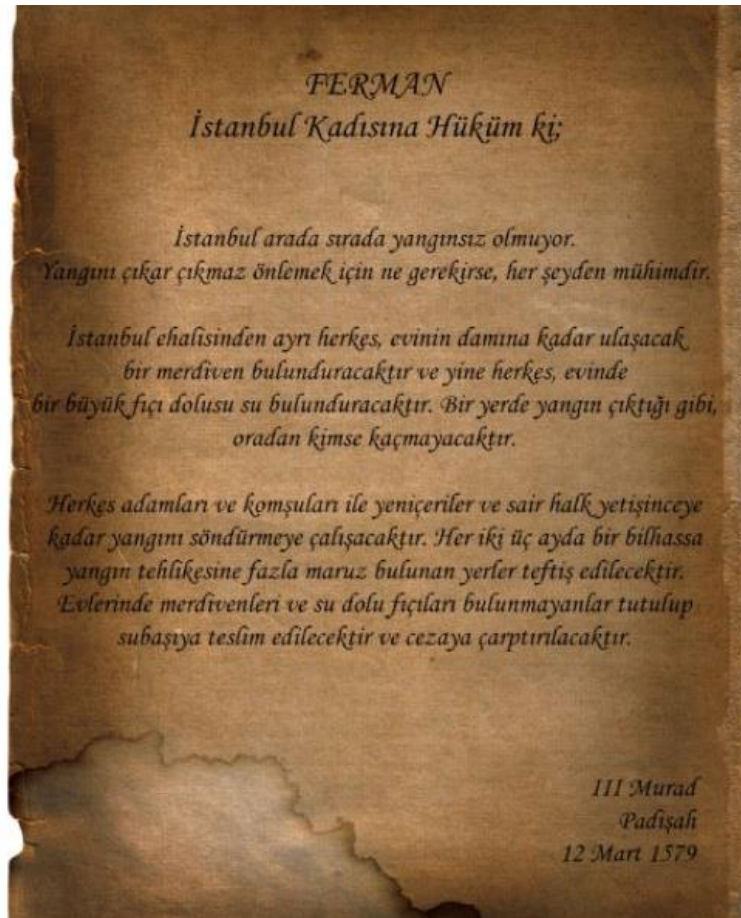 FERMAN
İstanbul Kadısına Hüküm ki;
İstanbul arada sırada yangınsız olmuyor.
Yangını çıkar çıkmaz önlemek için ne gerekirse, her şeyden mühimdir.
İstanbul ehalisinden ayrı herkes, evinin damına kadar ulaşacak
bir merdiven bulunduracaktır ve yine herkes, evinde
bir büyük fıçı dolusu su bulunduracaktır. Bir yerde yangın çıktığı gibi,
oradan kimse kaçmayacaktır.
Herkes adamları ve komşuları ile yeniçeriler ve sair halk yetişinceye
kadar yangını söndürmeye çalışacaktır. Her iki üç ayda bir bilhassa
yangın tehlikesine fazla maruz bulunan yerler teftiş edilecektir.
Evlerinde merdivenleri ve su dolu fıçıları bulunmayanlar tutulup
subaşıya teslim edilecektir ve cezaya çarptırılacaktır.
III Murad
Padişah
12 Mart 1579